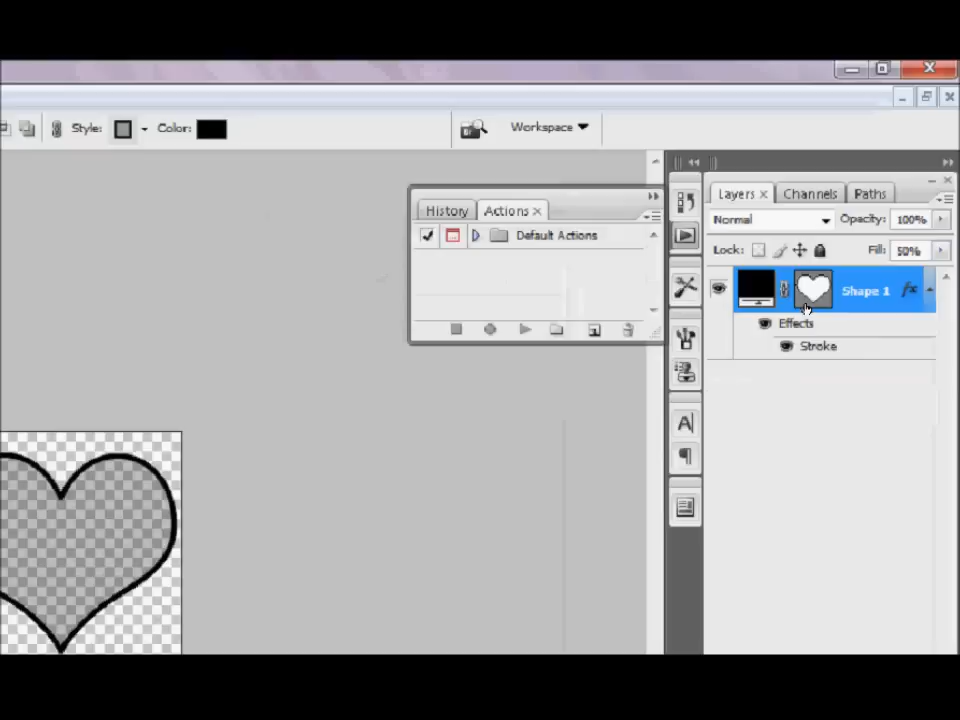 Style: Color: Workspace
Layers x Channels Paths
History Actions x
Normal Opacity: 100%
Default Actions
Lock: Fill: 50%
Shape 1 fx
Effects
Stroke
A